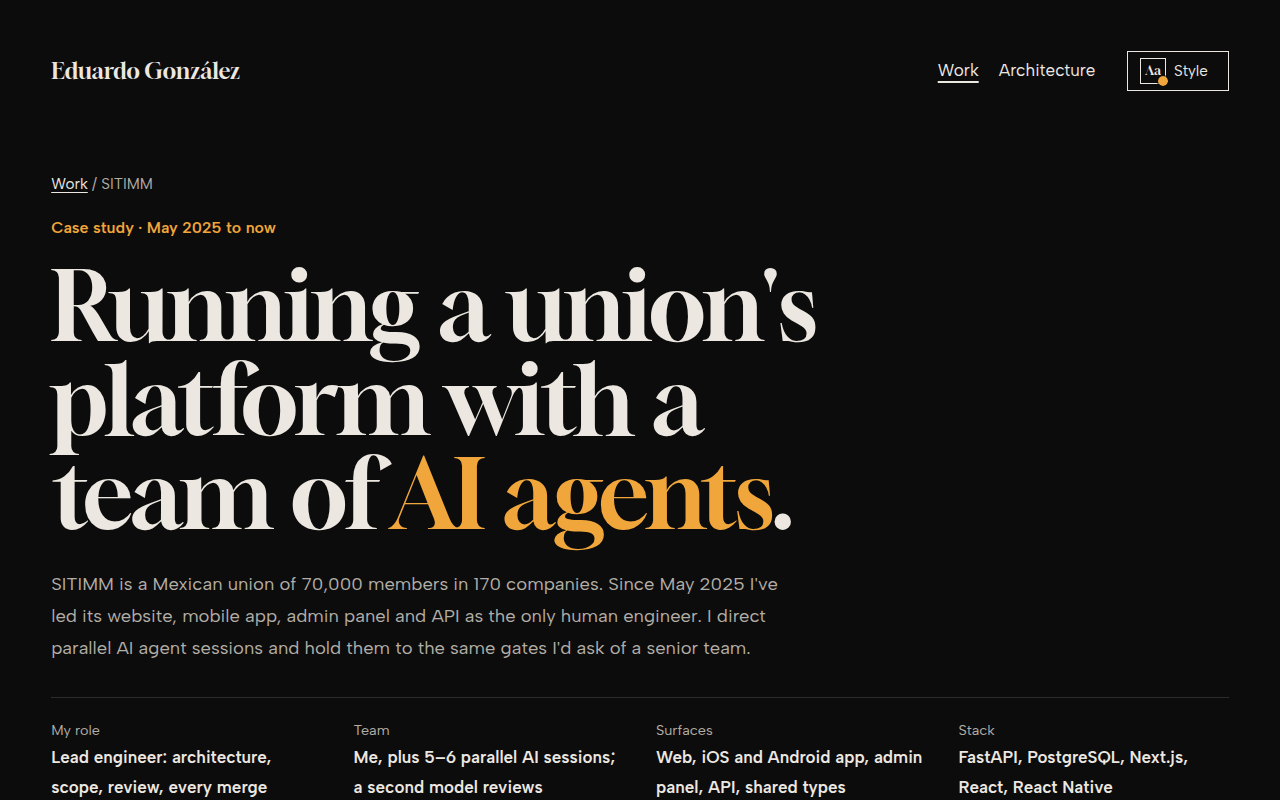 Eduardo González
Work
Architecture
Aa
Style
Work / SITIMM
Case study · May 2025 to now
Running a union's
platform with a
team of AI agents.
SITIMM is a Mexican union of 70,000 members in 170 companies. Since May 2025 I've
led its website, mobile app, admin panel and API as the only human engineer. I direct
parallel AI agent sessions and hold them to the same gates I'd ask of a senior team.
My role
Lead engineer: architecture,
scope, review, every merge
Team
Me, plus 5–6 parallel AI sessions;
a second model reviews
Surfaces
Web, iOS and Android app, admin
panel, API, shared types
Stack
FastAPI, PostgreSQL, Next.js,
React, React Native